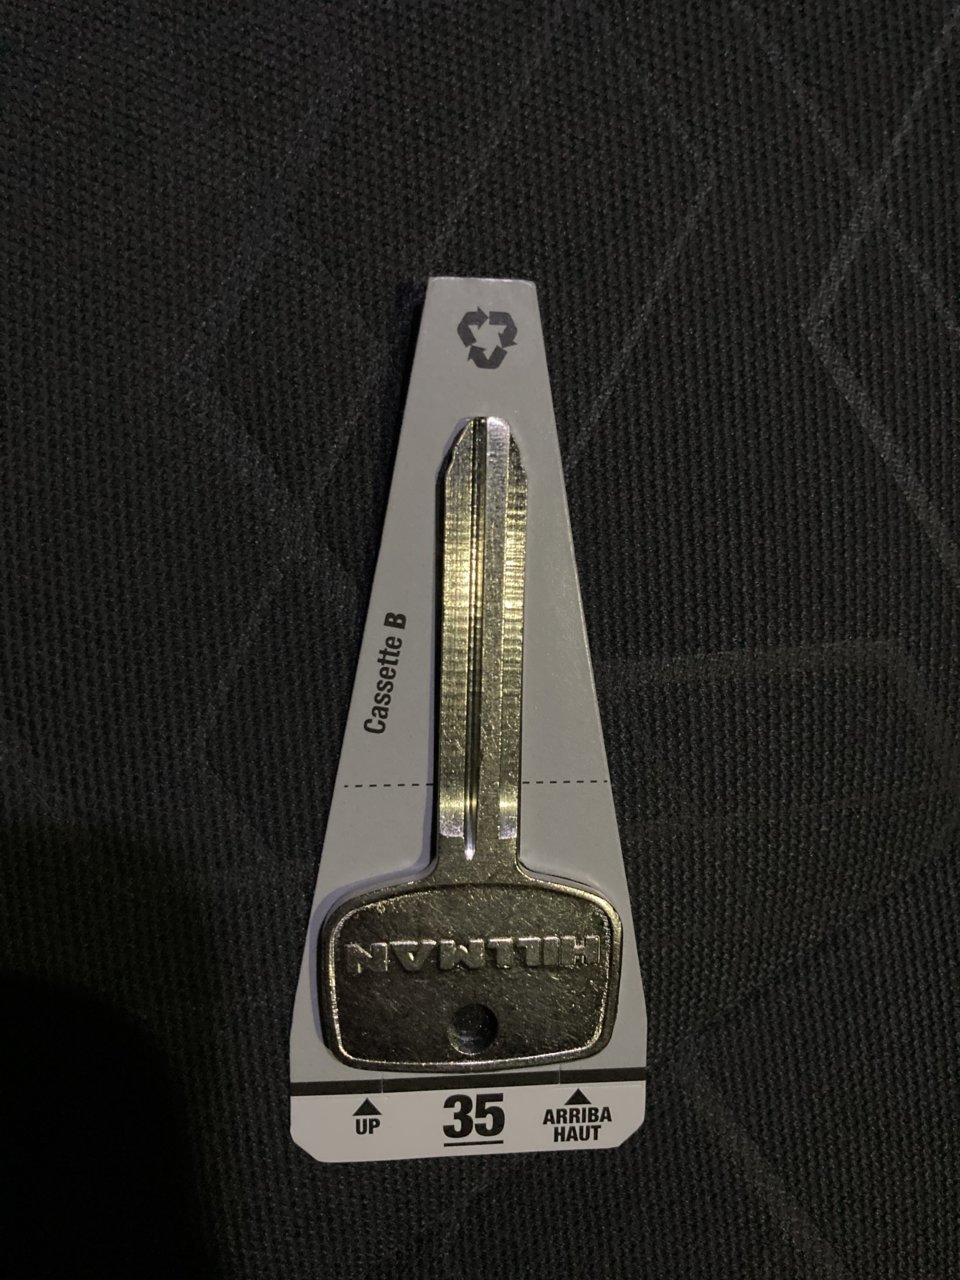 Cassette B
HILLMAN
UP
35
ARRIBA
HAUT